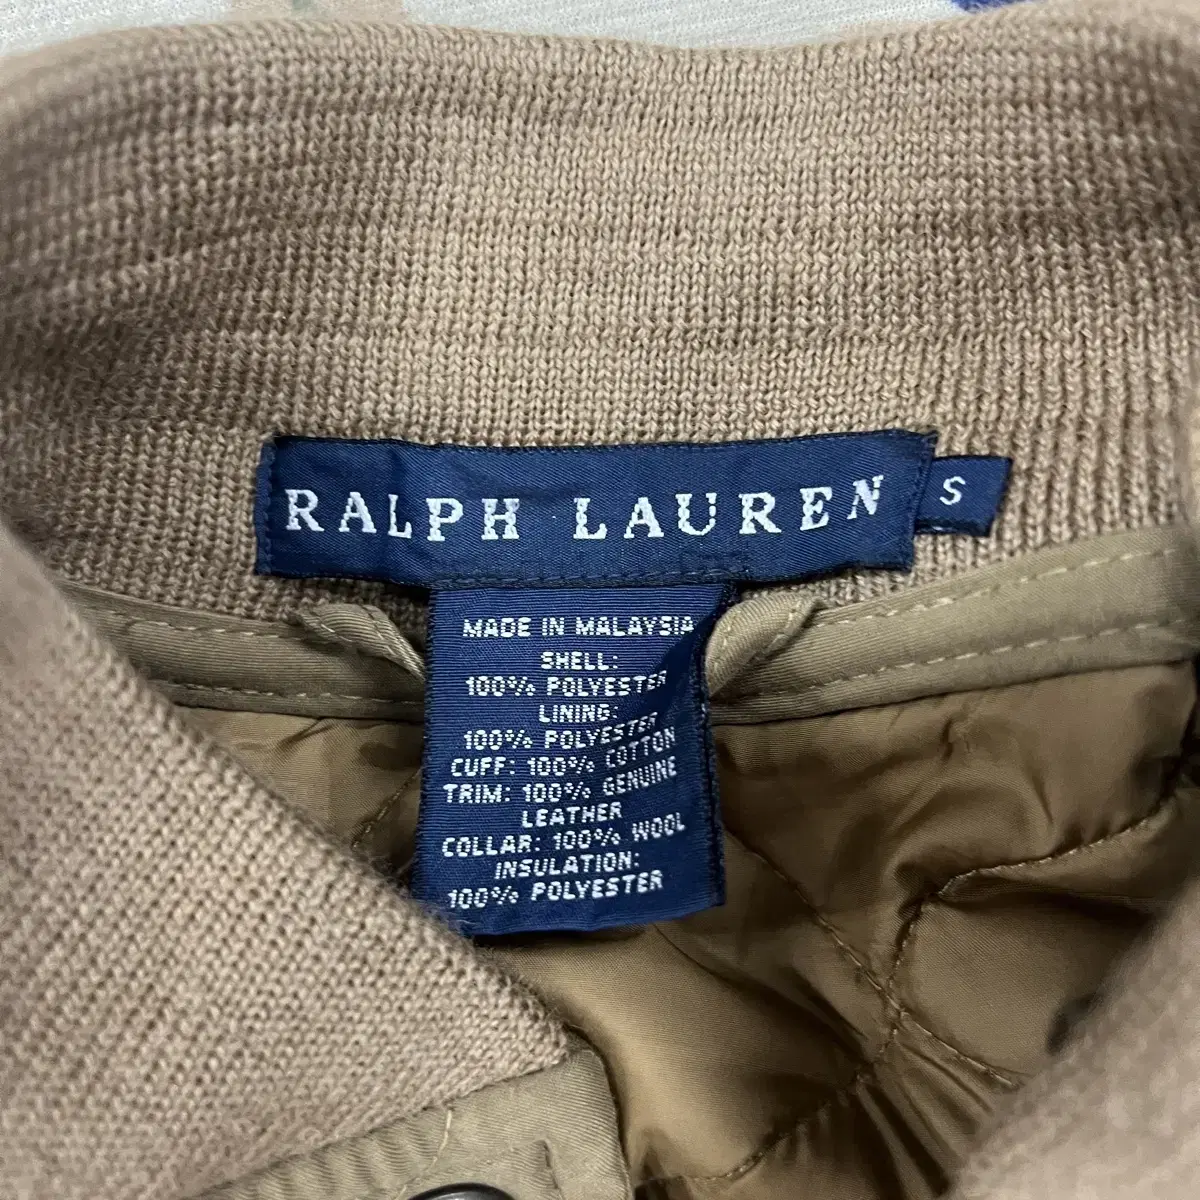 RALPH LAUREN
S
MADE IN MALAYSIA
SHELL:
100% POLYESTER
LINING:
100% POLYESTER
CUFF: 100% COTTON
TRIM: 100% GENUINE
LEATHER
COLLAR: 100% WOOL
INSULATION:
100% POLYESTER